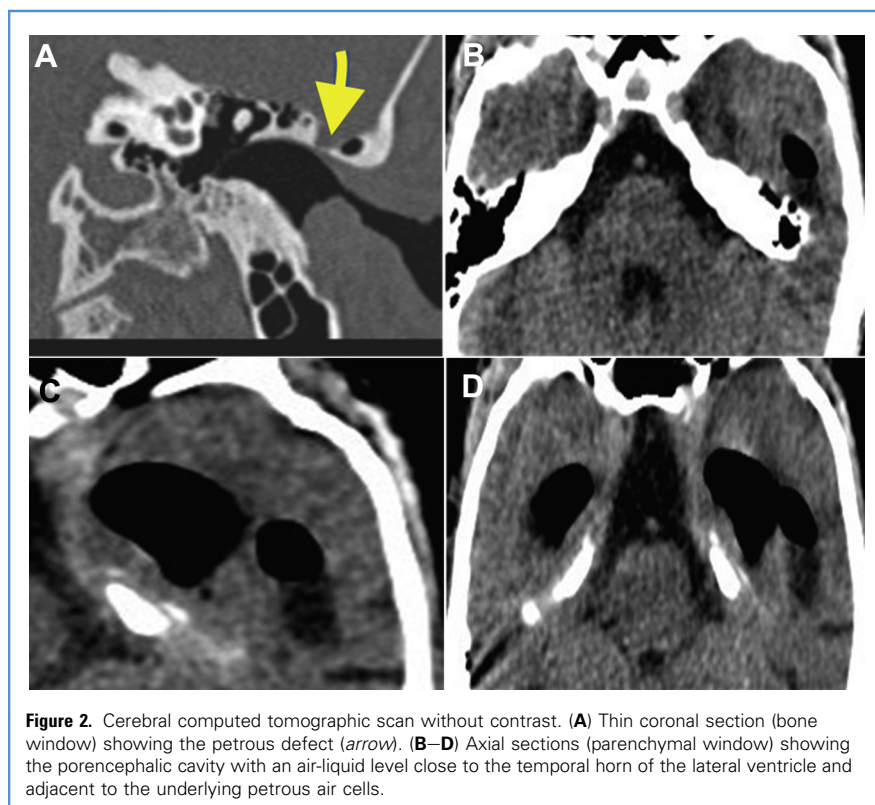 A
B
C
D
Figure 2. Cerebral computed tomographic scan without contrast. (A) Thin coronal section (bone
window) showing the petrous defect (arrow). (B–D) Axial sections (parenchymal window) showing
the porencephalic cavity with an air-liquid level close to the temporal horn of the lateral ventricle and
adjacent to the underlying petrous air cells.